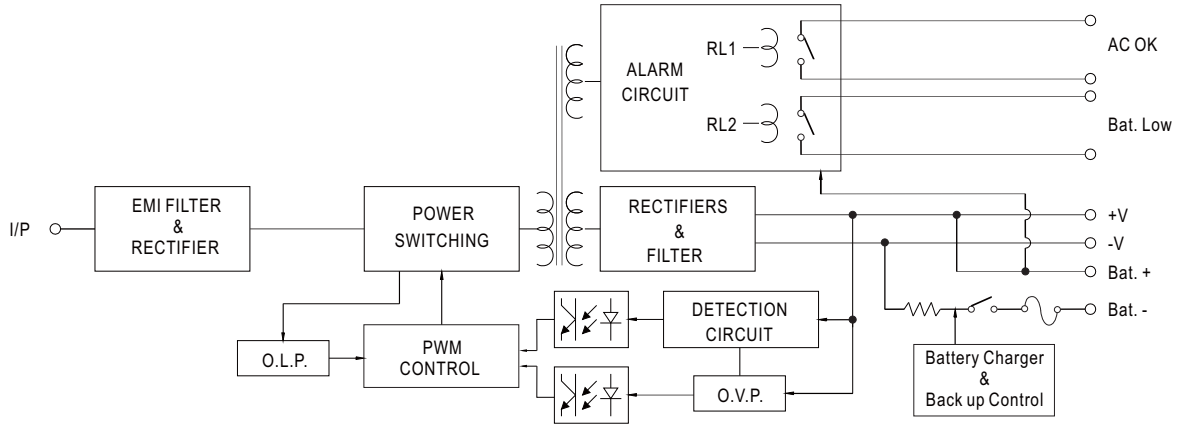 RL1
AC OK
ALARM
CIRCUIT
RL2
Bat. Low
I/P
EMI FILTER
&
RECTIFIER
POWER
SWITCHING
RECTIFIERS
&
FILTER
+V
-V
Bat. +
Bat. -
O.L.P.
PWM
CONTROL
DETECTION
CIRCUIT
O.V.P.
Battery Charger
&
Back up Control